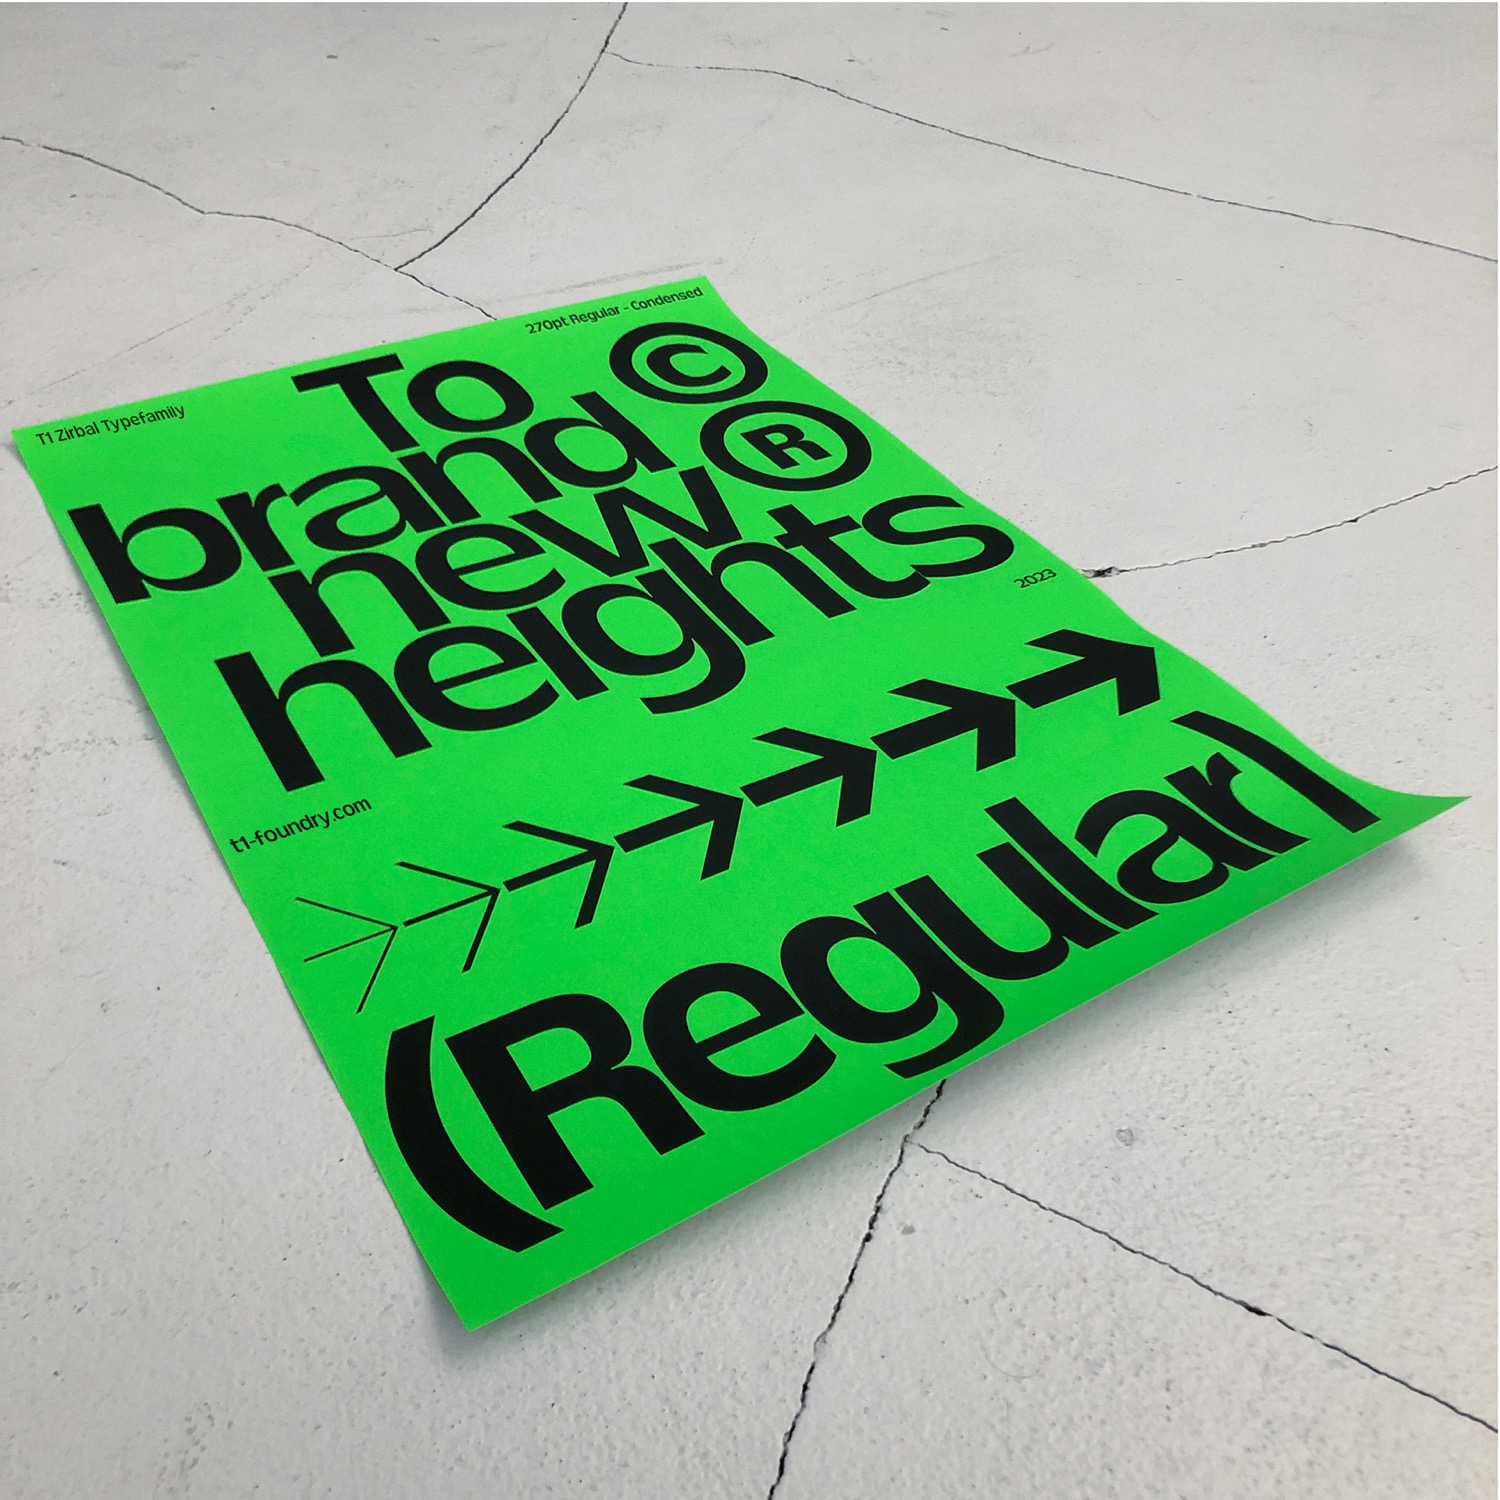 T1 Zirbal Typefamily
270pt Regular - Condensed
To ©
brand ®
new
heights
2023
t1-foundry.com
→→→→→→
(Regular)